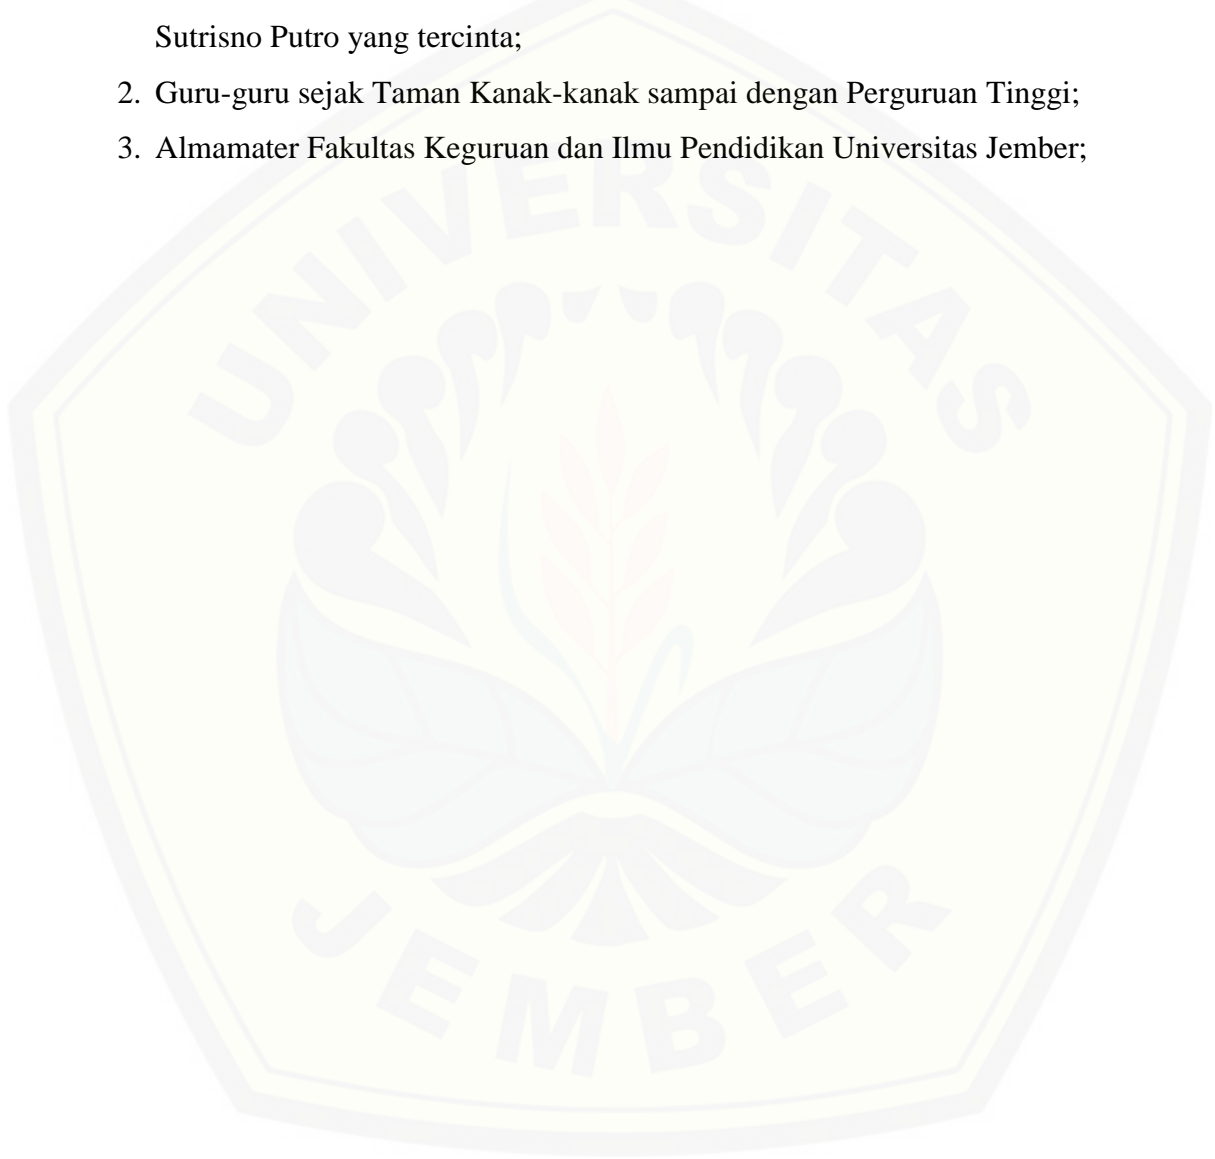 Sutrisno Putro yang tercinta;
2. Guru-guru sejak Taman Kanak-kanak sampai dengan Perguruan Tinggi;
3. Almamater Fakultas Keguruan dan Ilmu Pendidikan Universitas Jember;
UNIVERSITAS
JEMBER